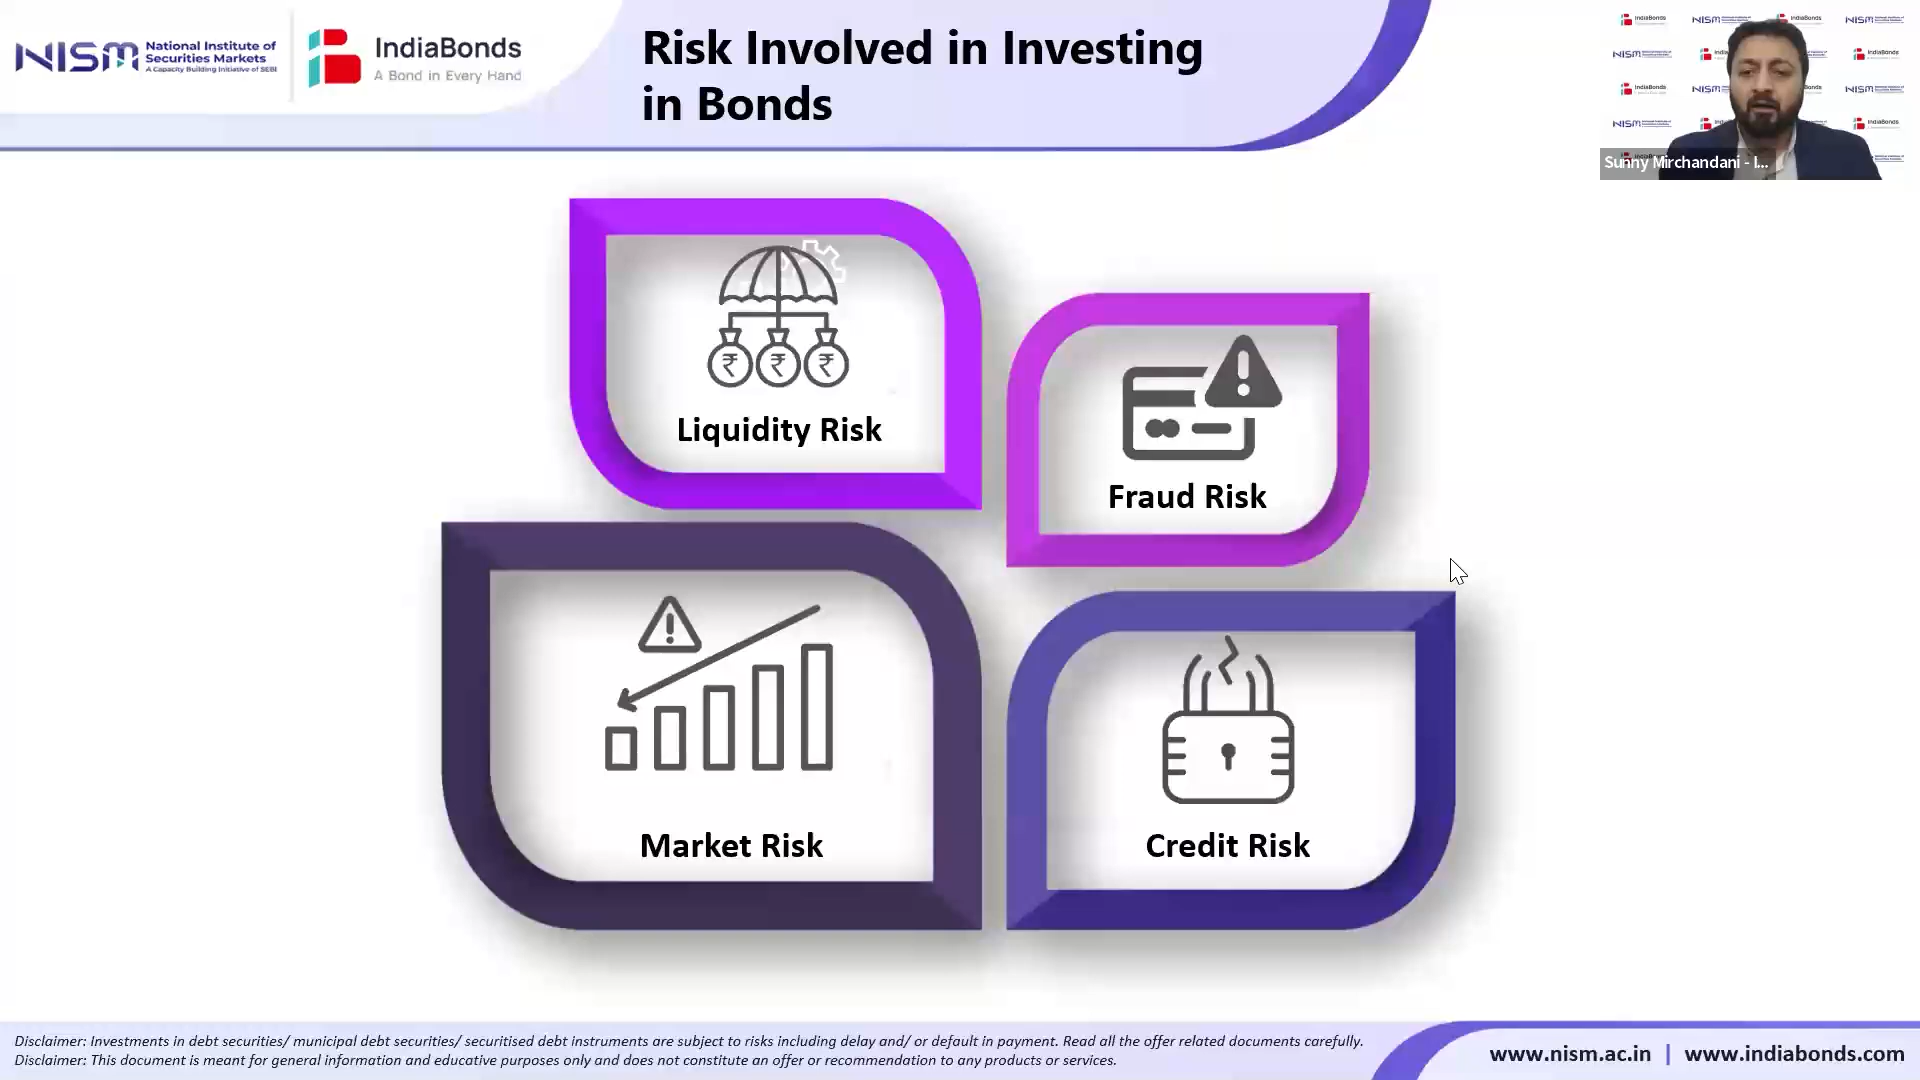 NISM
National Institute of
Securities Markets
A Capacity Building Initiative of SEBI
IndiaBonds
A Bond in Every Hand
Risk Involved in Investing
in Bonds
Sunny Mirchandani - I...
Liquidity Risk
Fraud Risk
Market Risk
Credit Risk
Disclaimer: Investments in debt securities/ municipal debt securities/ securitised debt instruments are subject to risks including delay and/ or default in payment. Read all the offer related documents carefully.
Disclaimer: This document is meant for general information and educative purposes only and does not constitute an offer or recommendation to any products or services.
www.nism.ac.in | www.indiabonds.com